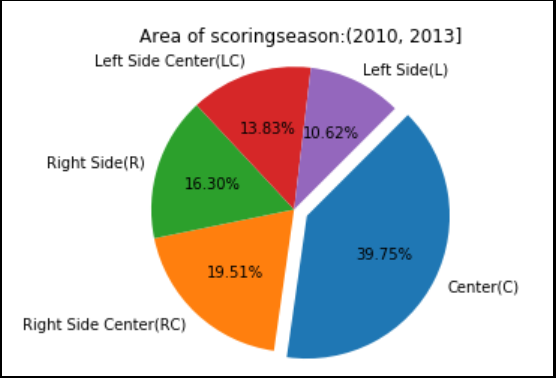 Area of scoringseason:(2010, 2013]
Left Side Center(LC)
Left Side(L)
13.83%
10.62%
Right Side(R)
16.30%
39.75%
19.51%
Center(C)
Right Side Center(RC)